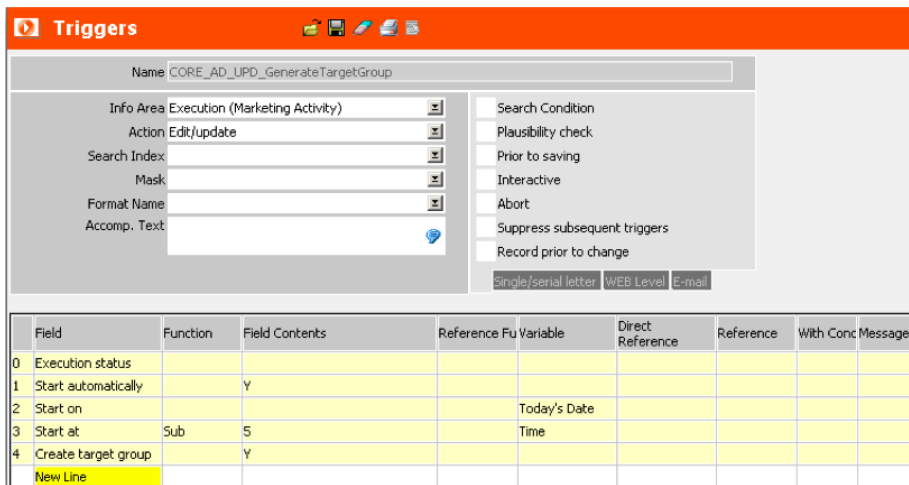 Triggers
Name CORE_AD_UPD_GenerateTargetGroup
Info Area Execution (Marketing Activity)
Action Edit/update
Search Index
Mask
Format Name
Accomp. Text
Search Condition
Plausibility check
Prior to saving
Interactive
Abort
Suppress subsequent triggers
Record prior to change
Single/serial letter WEB Level E-mail
Field Function Field Contents Reference Fu Variable Direct Reference Reference With Conc Message
0 Execution status
1 Start automatically Y
2 Start on Today's Date
3 Start at Sub 5 Time
4 Create target group Y
New Line